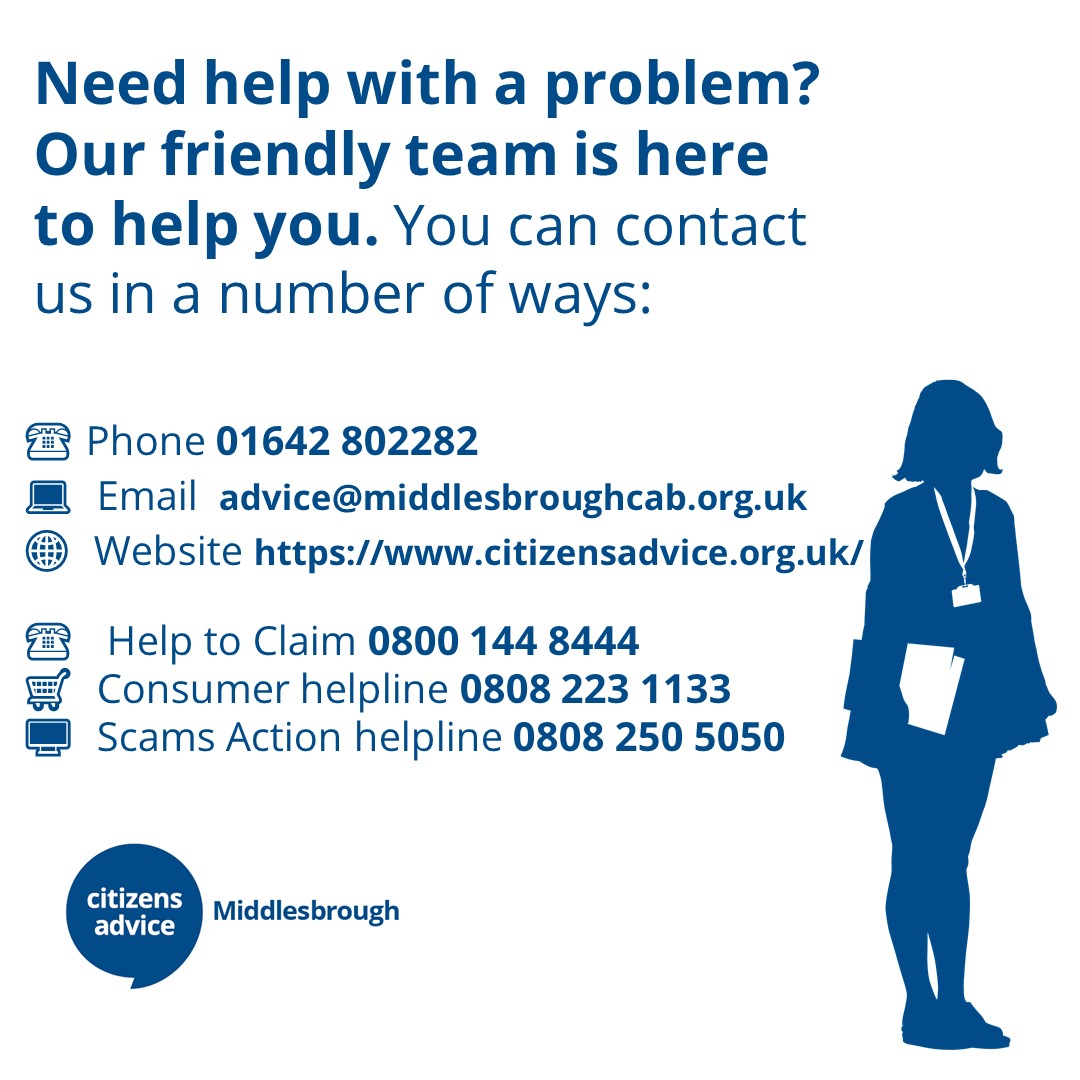 Need help with a problem?
Our friendly team is here
to help you. You can contact
us in a number of ways:
Phone 01642 802282
Email advice@middlesbroughcab.org.uk
Website https://www.citizensadvice.org.uk/
Help to Claim 0800 144 8444
Consumer helpline 0808 223 1133
Scams Action helpline 0808 250 5050
citizens
advice
Middlesbrough